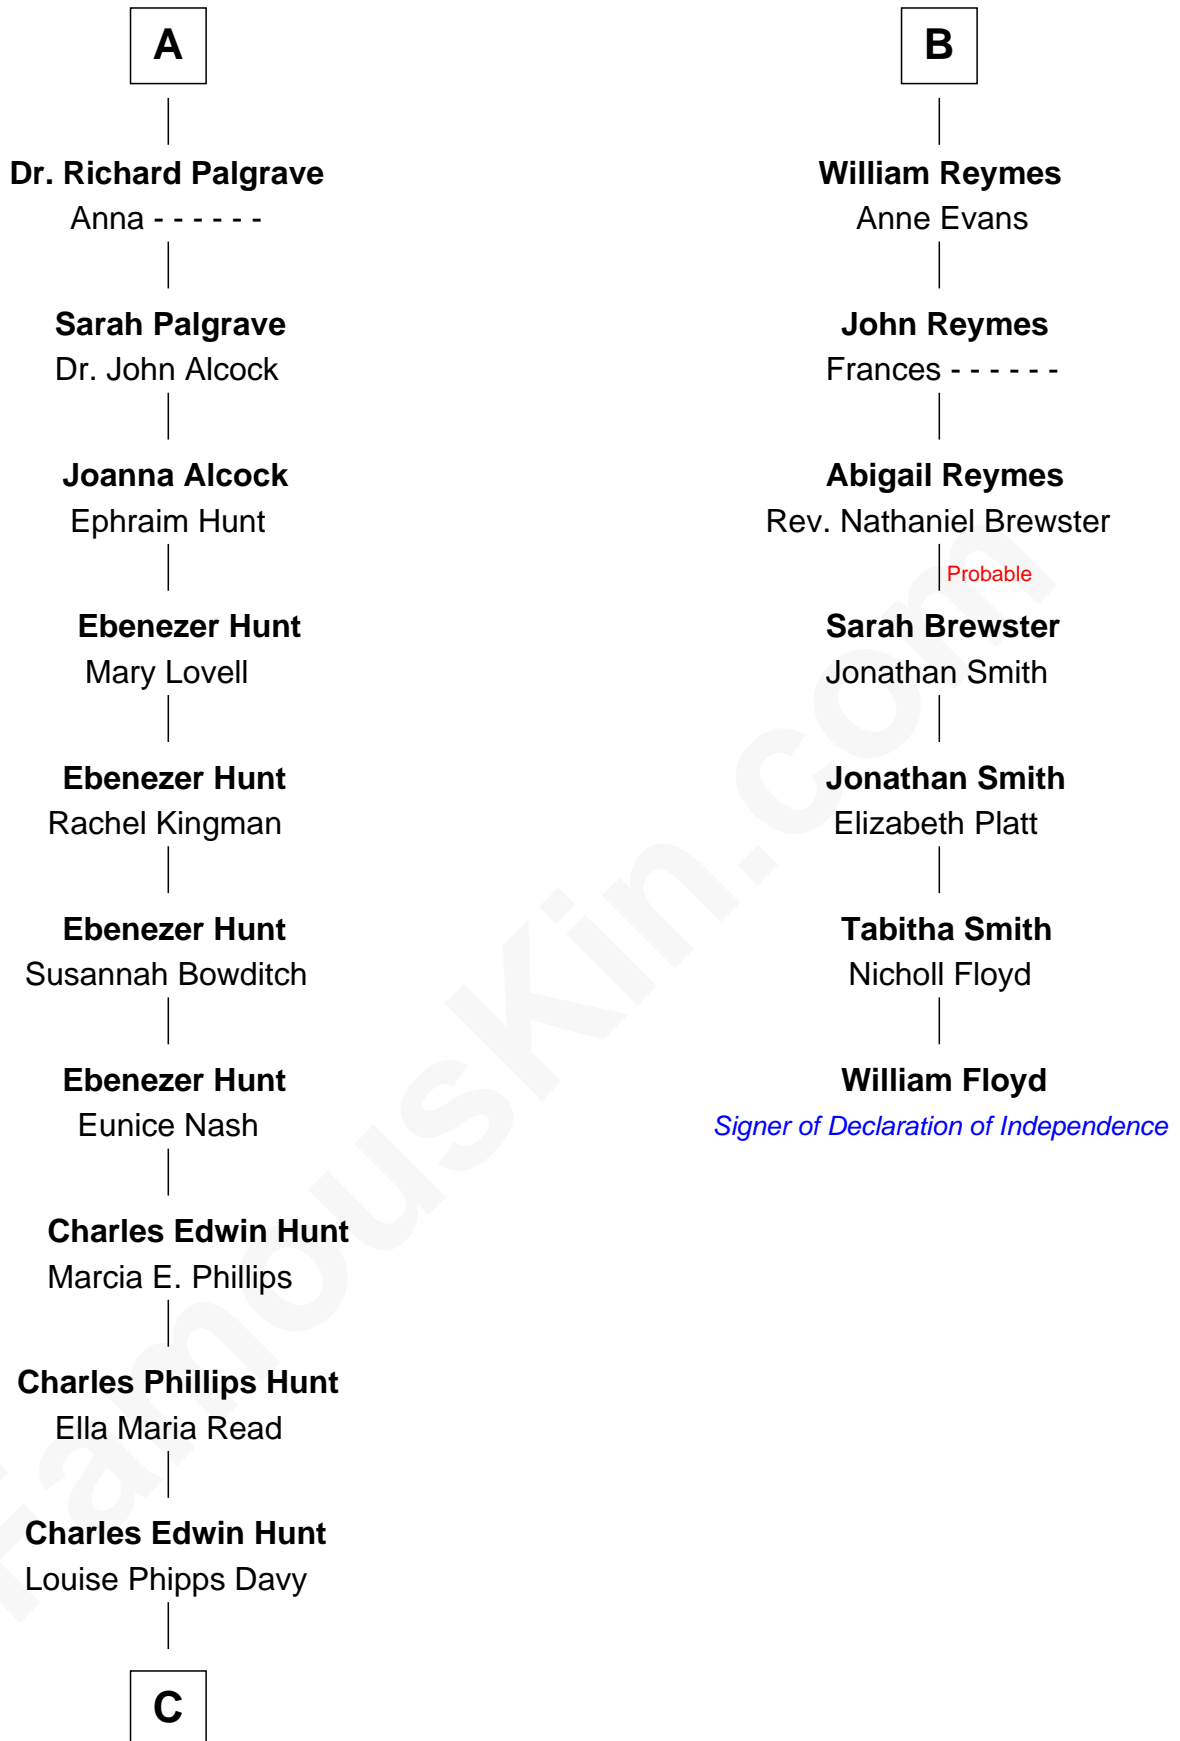 A
Dr. Richard Palgrave
Anna - - - - - -
Sarah Palgrave
Dr. John Alcock
Joanna Alcock
Ephraim Hunt
Ebenezer Hunt
Mary Lovell
Ebenezer Hunt
Rachel Kingman
Ebenezer Hunt
Susannah Bowditch
Ebenezer Hunt
Eunice Nash
Charles Edwin Hunt
Marcia E. Phillips
Charles Phillips Hunt
Ella Maria Read
Charles Edwin Hunt
Louise Phipps Davy
C
B
William Reymes
Anne Evans
John Reymes
Frances - - - - - -
Abigail Reymes
Rev. Nathaniel Brewster
Probable
Sarah Brewster
Jonathan Smith
Jonathan Smith
Elizabeth Platt
Tabitha Smith
Nicholl Floyd
William Floyd
Signer of Declaration of Independence
FamousKin.com